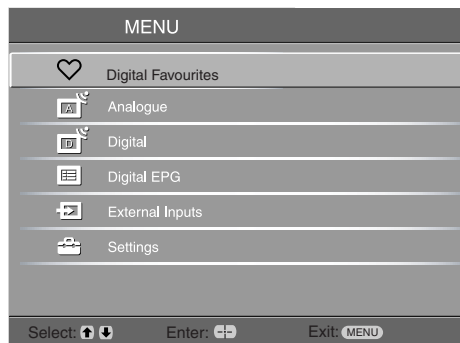 MENU
Digital Favourites
A Analogue
D Digital
Digital EPG
External Inputs
Settings
Select: Enter: Exit: MENU